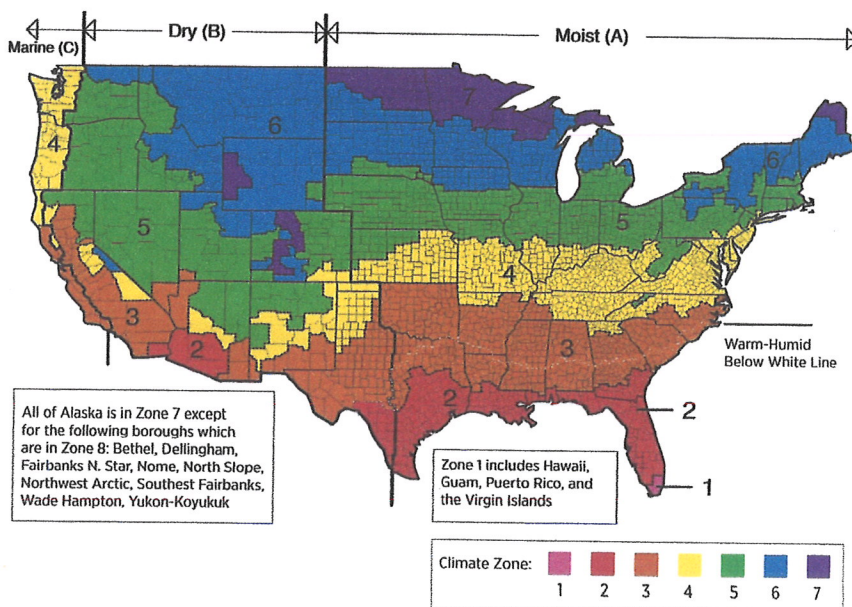 Marine (C)
Dry (B)
Moist (A)
7
6
4
6
5
5
4
3
3
2
2
Warm-Humid
Below White Line
2
1
All of Alaska is in Zone 7 except
for the following boroughs which
are in Zone 8: Bethel, Dellingham,
Fairbanks N. Star, Nome, North Slope,
Northwest Arctic, Southest Fairbanks,
Wade Hampton, Yukon-Koyukuk
Zone 1 includes Hawaii,
Guam, Puerto Rico, and
the Virgin Islands
Climate Zone:
1 2 3 4 5 6 7